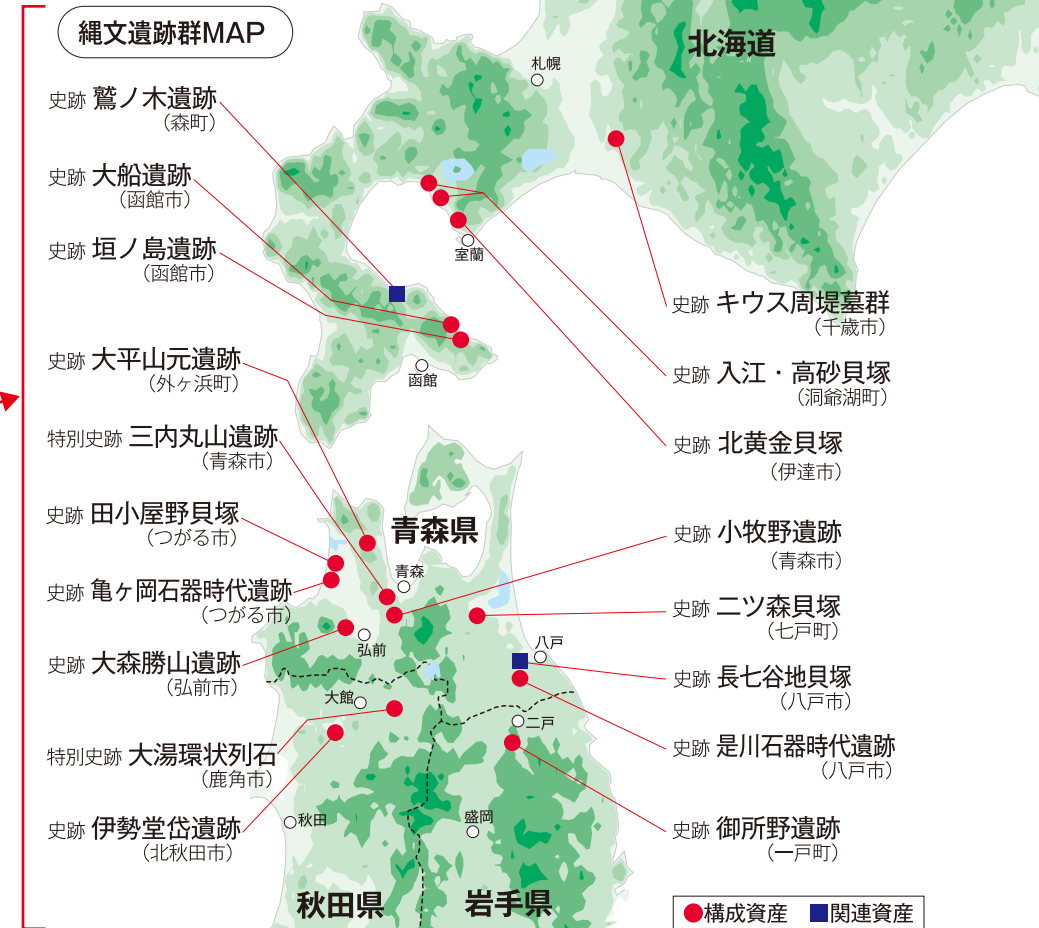 縄文遺跡群MAP
北海道
札幌
史跡 鷲ノ木遺跡
(森町)
史跡 大船遺跡
(函館市)
史跡 垣ノ島遺跡
(函館市)
室蘭
函館
史跡 キウス周堤墓群
(千歳市)
史跡 入江・高砂貝塚
(洞爺湖町)
史跡 北黄金貝塚
(伊達市)
史跡 大平山元遺跡
(外ヶ浜町)
特別史跡 三内丸山遺跡
(青森市)
史跡 田小屋野貝塚
(つがる市)
史跡 亀ヶ岡石器時代遺跡
(つがる市)
史跡 大森勝山遺跡
(弘前市)
特別史跡 大湯環状列石
(鹿角市)
史跡 伊勢堂岱遺跡
(北秋田市)
青森県
青森
弘前
八戸
大館
二戸
秋田
盛岡
秋田県
岩手県
史跡 小牧野遺跡
(青森市)
史跡 二ツ森貝塚
(七戸町)
史跡 長七谷地貝塚
(八戸市)
史跡 是川石器時代遺跡
(八戸市)
史跡 御所野遺跡
(一戸町)
構成資産 関連資産